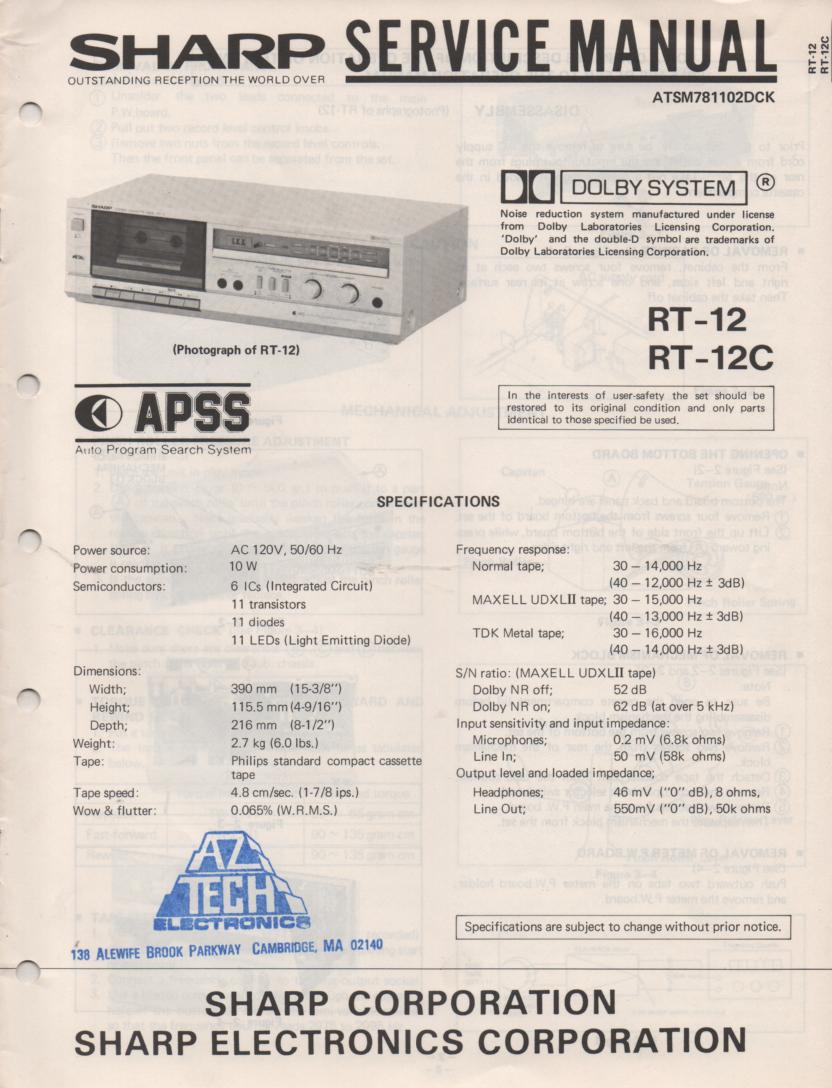 SHARP SERVICE MANUAL
OUTSTANDING RECEPTION THE WORLD OVER
RT-12
RT-12C
ATSM781102DCK
SHARP
DOLBY SYSTEM ®
Noise reduction system manufactured under license
from Dolby Laboratories Licensing Corporation.
'Dolby' and the double-D symbol are trademarks of
Dolby Laboratories Licensing Corporation.
RT-12
RT-12C
(Photograph of RT-12)
APSS
Auto Program Search System
In the interests of user-safety the set should be
restored to its original condition and only parts
identical to those specified be used.
SPECIFICATIONS
Power source: AC 120V, 50/60 Hz
Power consumption: 10 W
Semiconductors: 6 ICs (Integrated Circuit)
11 transistors
11 diodes
11 LEDs (Light Emitting Diode)
Dimensions:
Width; 390 mm (15-3/8'')
Height; 115.5 mm (4-9/16'')
Depth; 216 mm (8-1/2'')
Weight: 2.7 kg (6.0 lbs.)
Tape: Philips standard compact cassette
tape
Tape speed: 4.8 cm/sec. (1-7/8 ips.)
Wow & flutter: 0.065% (W.R.M.S.)
Frequency response:
Normal tape; 30 — 14,000 Hz
(40 — 12,000 Hz ± 3dB)
MAXELL UDXLII tape; 30 — 15,000 Hz
(40 — 13,000 Hz ± 3dB)
TDK Metal tape; 30 — 16,000 Hz
(40 — 14,000 Hz ± 3dB)
S/N ratio: (MAXELL UDXLII tape)
Dolby NR off; 52 dB
Dolby NR on; 62 dB (at over 5 kHz)
Input sensitivity and input impedance:
Microphones; 0.2 mV (6.8k ohms)
Line In; 50 mV (58k ohms)
Output level and loaded impedance;
Headphones; 46 mV (''0'' dB), 8 ohms,
Line Out; 550mV (''0'' dB), 50k ohms
AZ
TECH
ELECTRONICS
138 ALEWIFE BROOK PARKWAY CAMBRIDGE, MA 02140
Specifications are subject to change without prior notice.
SHARP CORPORATION
SHARP ELECTRONICS CORPORATION